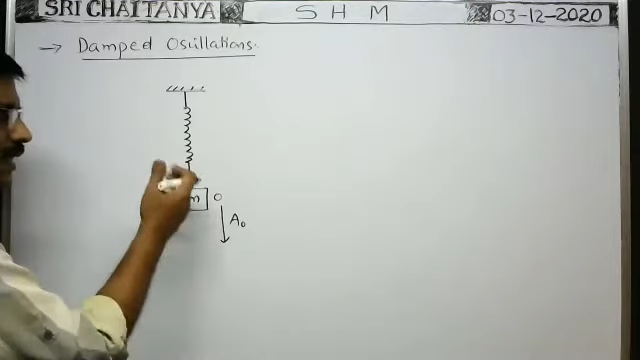 SRI CHAITANYA S H M 03-12-2020
→ Damped Oscillations.
m O
A₀